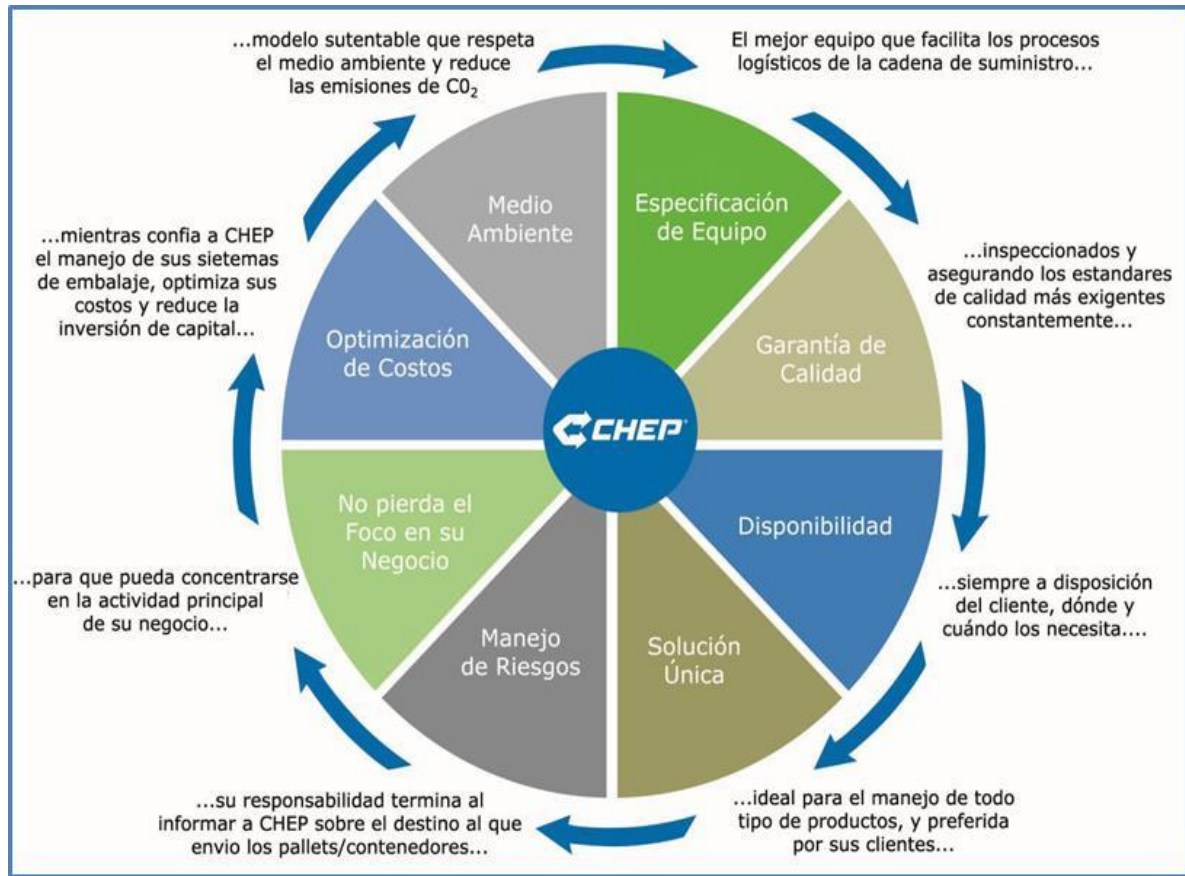 ...modelo sutentable que respeta
el medio ambiente y reduce
las emisiones de C0₂
El mejor equipo que facilita los procesos
logísticos de la cadena de suministro...
Medio
Ambiente
Especificación
de Equipo
...mientras confia a CHEP
el manejo de sus sietemas
de embalaje, optimiza sus
costos y reduce la
inversión de capital...
...inspeccionados y
asegurando los estandares
de calidad más exigentes
constantemente...
Optimización
de Costos
Garantía de
Calidad
CHEP
No pierda el
Foco en su
Negocio
Disponibilidad
...para que pueda concentrarse
en la actividad principal
de su negocio...
...siempre a disposición
del cliente, dónde y
cuándo los necesita....
Manejo
de Riesgos
Solución
Única
...su responsabilidad termina al
informar a CHEP sobre el destino al que
envio los pallets/contenedores...
...ideal para el manejo de todo
tipo de productos, y preferida
por sus clientes...